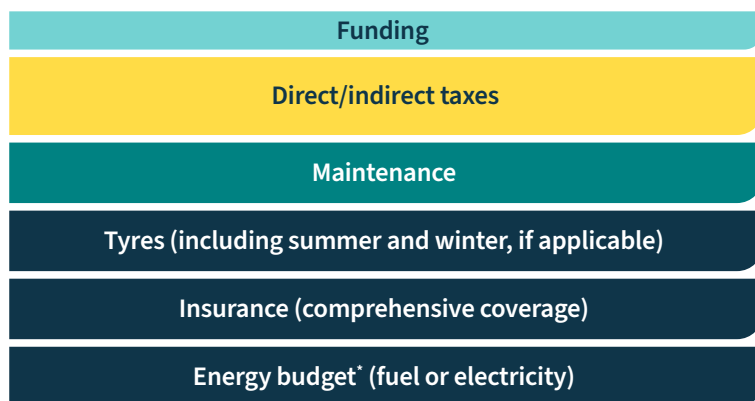 Funding
Direct/indirect taxes
Maintenance
Tyres (including summer and winter, if applicable)
Insurance (comprehensive coverage)
Energy budget* (fuel or electricity)